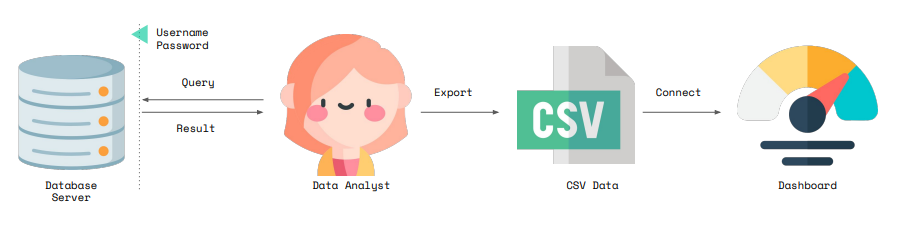 Username
Password
Query
Result
Export
Connect
CSV
Database
Server
Data Analyst
CSV Data
Dashboard